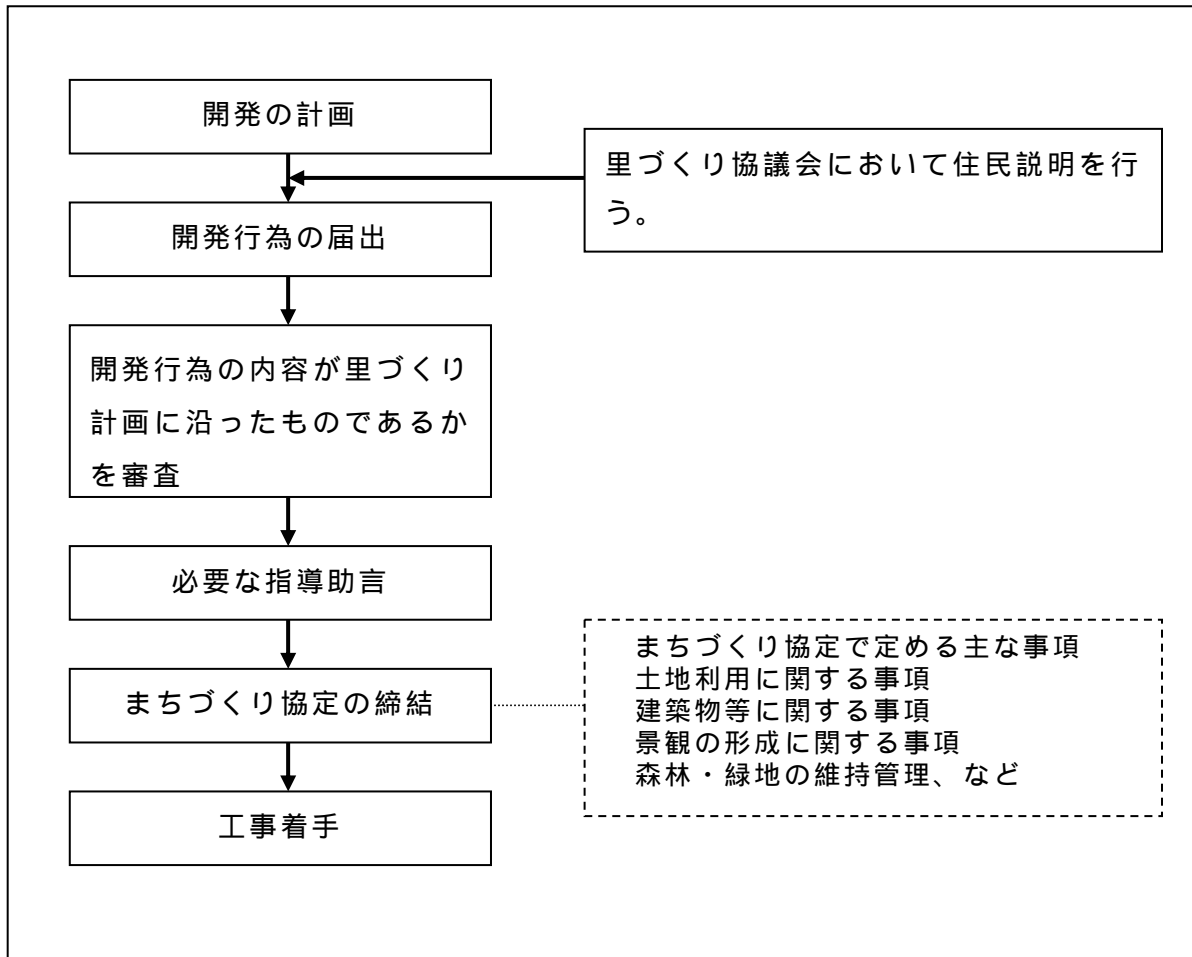 開発の計画
里づくり協議会において住民説明を行
う。
開発行為の届出
開発行為の内容が里づくり
計画に沿ったものであるか
を審査
必要な指導助言
まちづくり協定の締結
まちづくり協定で定める主な事項
土地利用に関する事項
建築物等に関する事項
景観の形成に関する事項
森林・緑地の維持管理、など
工事着手